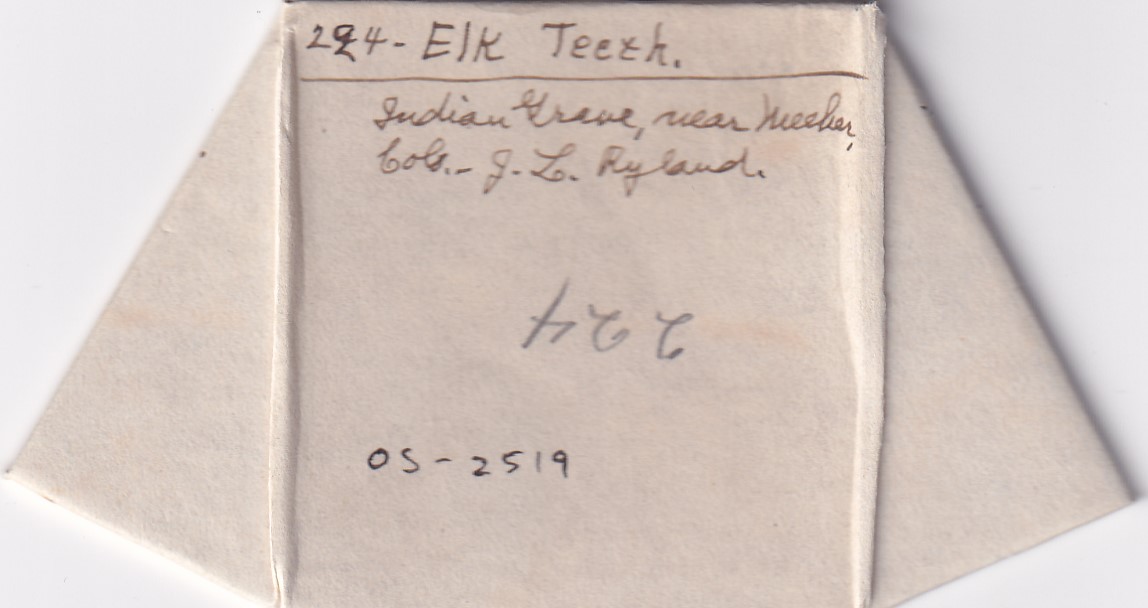 224 - Elk Teeth.
Indian Grave, near Meeker,
Colo. - J. L. Ryland.
224
OS-2519